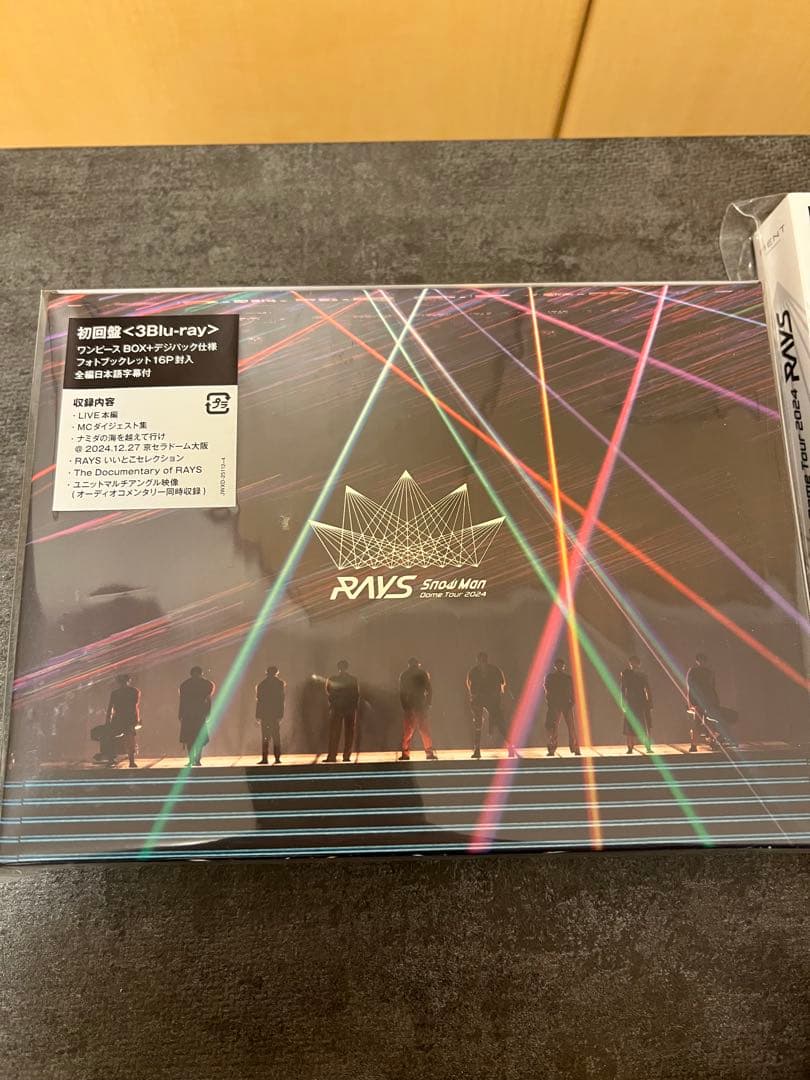 初回盤<3Blu-ray>
ワンピースBOX+デジパック仕様
フォトブックレット16P封入
全編日本語字幕付
収録内容
プラ
・LIVE本編
・MCダイジェスト集
・ナミダの海を越えて行け
@ 2024.12.27 京セラドーム大阪
・RAYS いいとこセレクション
・The Documentary of RAYS
・ユニットマルチアングル映像
(オーディオコメンタリー同時収録)
RAYS Snow Man
Dome Tour 2024
RAYS
Dome Tour 2024